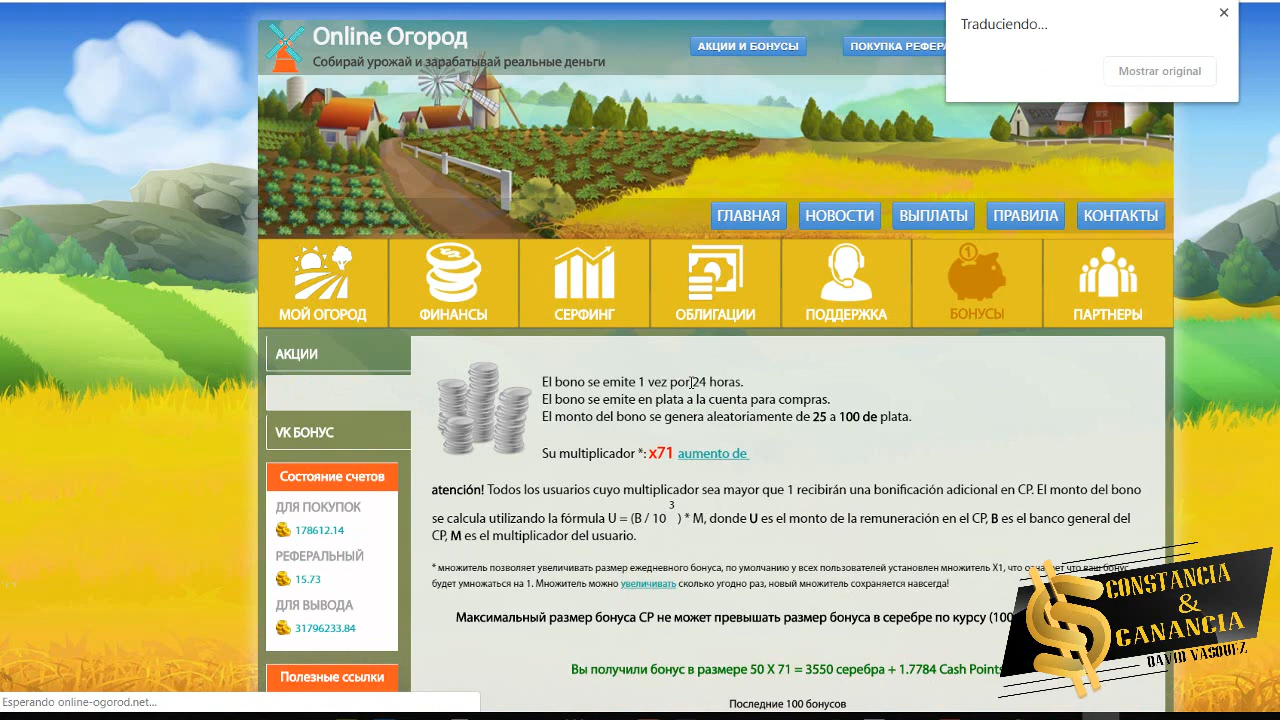 Traduciendo...
Mostrar original
Online Огород
Собирай урожай и зарабатывай реальные деньги
АКЦИИ И БОНУСЫ
ПОКУПКА
ГЛАВНАЯ
НОВОСТИ
ВЫПЛАТЫ
ПРАВИЛА
КОНТАКТЫ
МОЙ ОГОРОД
ФИНАНСЫ
СЕРФИНГ
ОБЛИГАЦИИ
ПОДДЕРЖКА
БОНУСЫ
ПАРТНЕРЫ
АКЦИИ
VK БОНУС
Состояние счетов
ДЛЯ ПОКУПОК
178612.14
РЕФЕРАЛЬНЫЙ
15.73
ДЛЯ ВЫВОДА
31796233.84
Полезные ссылки
El bono se emite 1 vez por 24 horas.
El bono se emite en plata a la cuenta para compras.
El monto del bono se genera aleatoriamente de 25 a 100 de plata.
Su multiplicador *: x71 aumento de
atención! Todos los usuarios cuyo multiplicador sea mayor que 1 recibirán una bonificación adicional en CP. El monto del bono
se calcula utilizando la fórmula U = (B / 10 3 ) * M, donde U es el monto de la remuneración en el CP, B es el banco general del
CP, M es el multiplicador del usuario.
* множитель позволяет увеличивать размер ежедневного бонуса, по умолчанию у всех пользователей установлен множитель X1, что означает что ваш бонус
будет умножаться на 1. Множитель можно увеличивать сколько угодно раз, новый множитель сохраняется навсегда!
Максимальный размер бонуса CP не может превышать размер бонуса в серебре по курсу (100
Вы получили бонус в размере 50 X 71 = 3550 серебра + 1.7784 Cash Points
Последние 100 бонусов
CONSTANCIA
&
GANANCIA
DAVID VASQUEZ
Esperando online-ogorod.net...